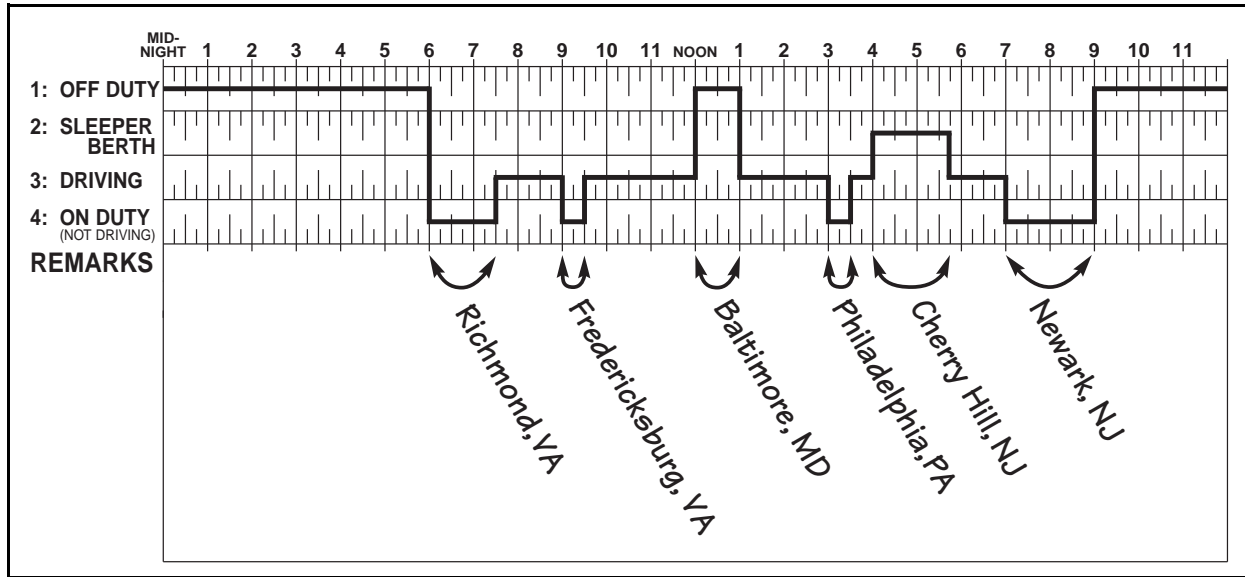 MID-
NIGHT 1 2 3 4 5 6 7 8 9 10 11 NOON 1 2 3 4 5 6 7 8 9 10 11
1: OFF DUTY
2: SLEEPER
BERTH
3: DRIVING
4: ON DUTY
(NOT DRIVING)
REMARKS
Richmond, VA
Fredericksburg, VA
Baltimore, MD
Philadelphia, PA
Cherry Hill, NJ
Newark, NJ